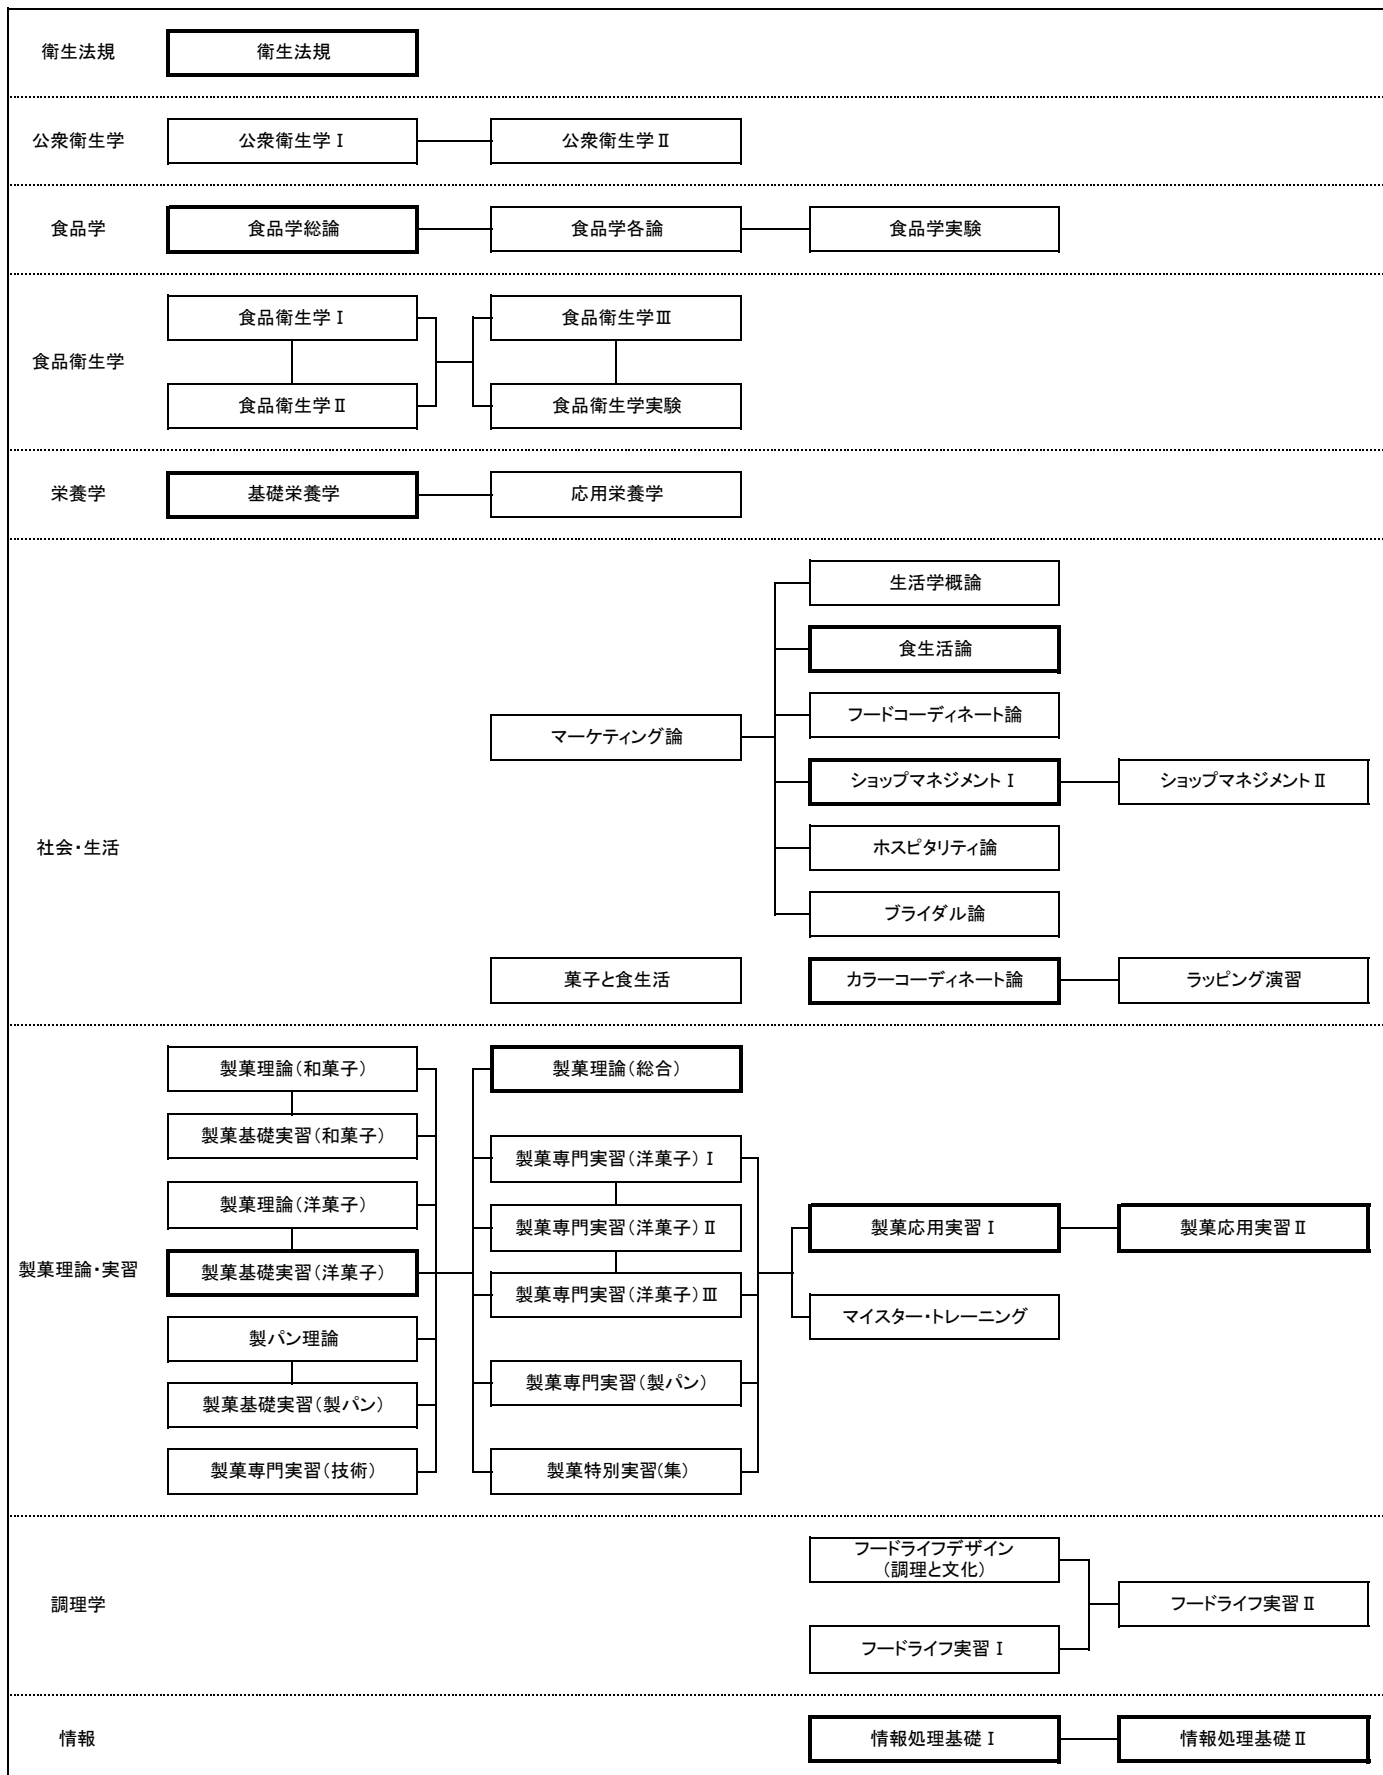 衛生法規
衛生法規
公衆衛生学
公衆衛生学Ⅰ
公衆衛生学Ⅱ
食品学
食品学総論
食品学各論
食品学実験
食品衛生学
食品衛生学Ⅰ
食品衛生学Ⅲ
食品衛生学Ⅱ
食品衛生学実験
栄養学
基礎栄養学
応用栄養学
社会・生活
マーケティング論
生活学概論
食生活論
フードコーディネート論
ショップマネジメントⅠ
ショップマネジメントⅡ
ホスピタリティ論
ブライダル論
菓子と食生活
カラーコーディネート論
ラッピング演習
製菓理論・実習
製菓理論(和菓子)
製菓基礎実習(和菓子)
製菓理論(洋菓子)
製菓基礎実習(洋菓子)
製パン理論
製菓基礎実習(製パン)
製菓専門実習(技術)
製菓理論(総合)
製菓専門実習(洋菓子)Ⅰ
製菓専門実習(洋菓子)Ⅱ
製菓専門実習(洋菓子)Ⅲ
製菓専門実習(製パン)
製菓特別実習(集)
製菓応用実習Ⅰ
製菓応用実習Ⅱ
マイスター・トレーニング
調理学
フードライフデザイン
(調理と文化)
フードライフ実習Ⅰ
フードライフ実習Ⅱ
情報
情報処理基礎Ⅰ
情報処理基礎Ⅱ